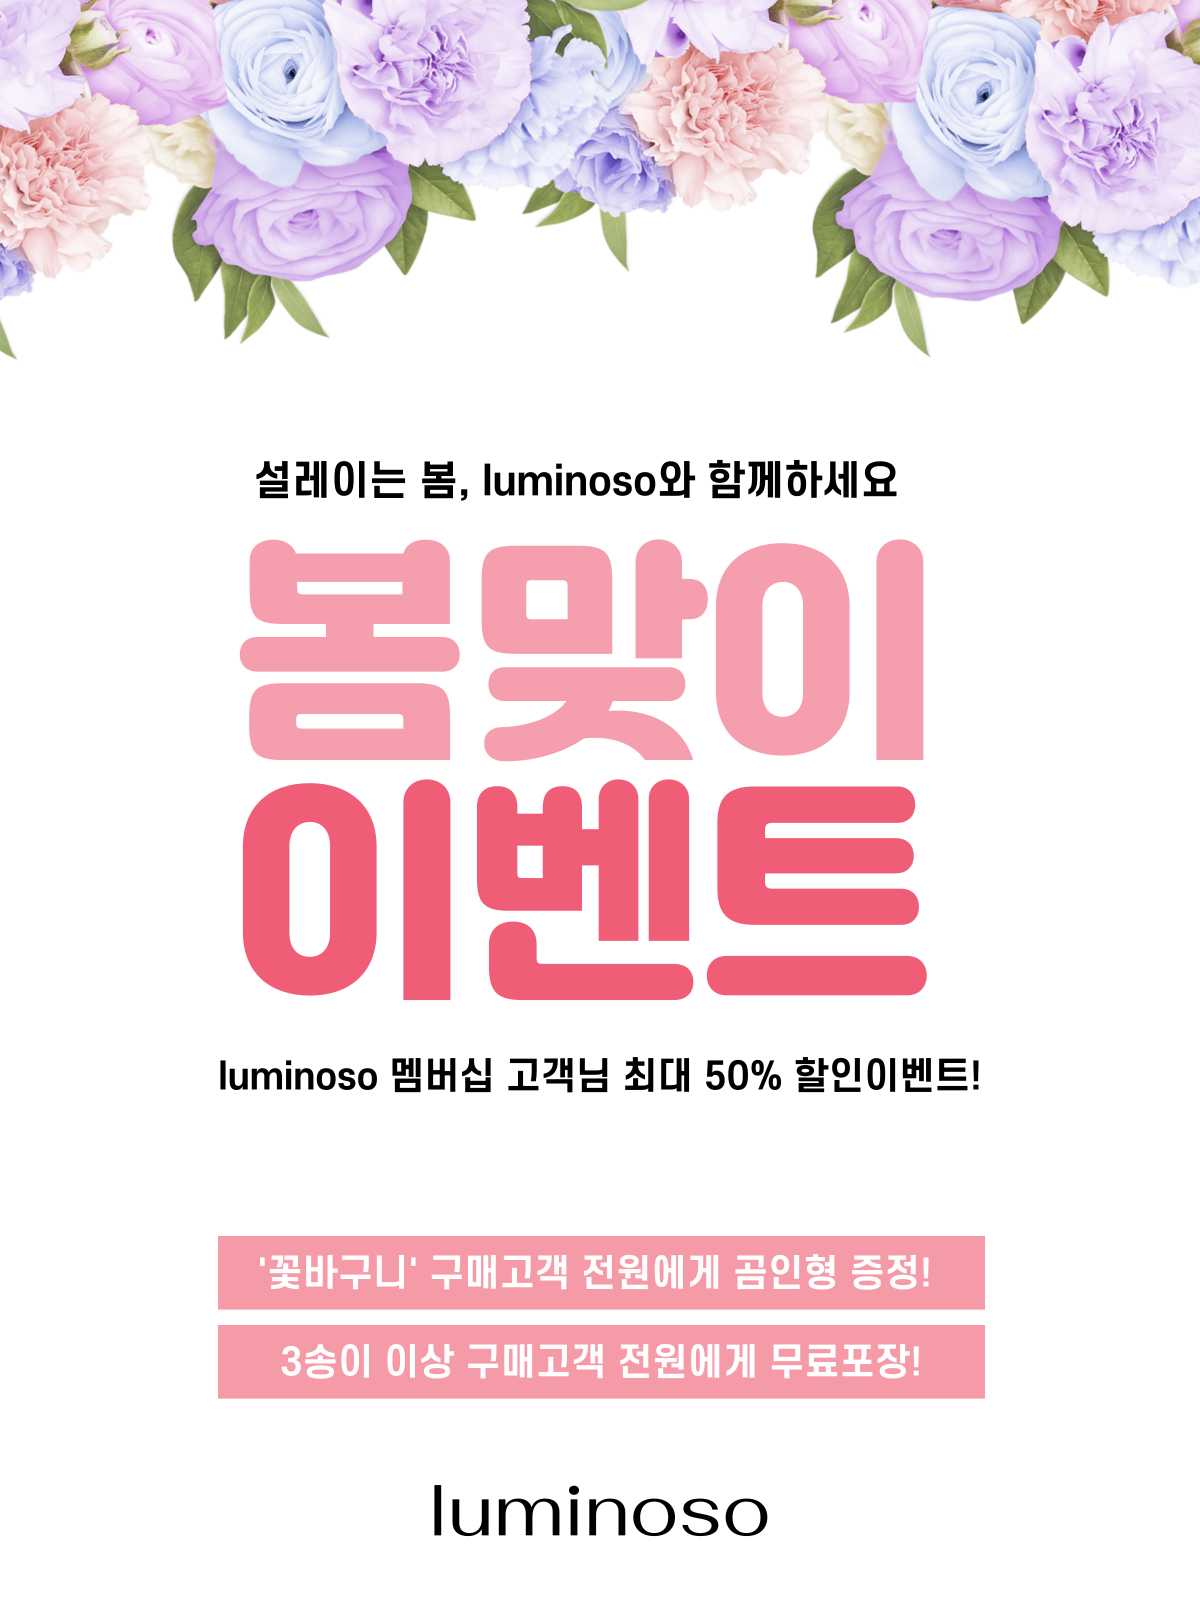 설레이는 봄, luminoso와 함께하세요
봄맞이
이벤트
luminoso 멤버십 고객님 최대 50% 할인이벤트!
'꽃바구니' 구매고객 전원에게 곰인형 증정!
3송이 이상 구매고객 전원에게 무료포장!
luminoso